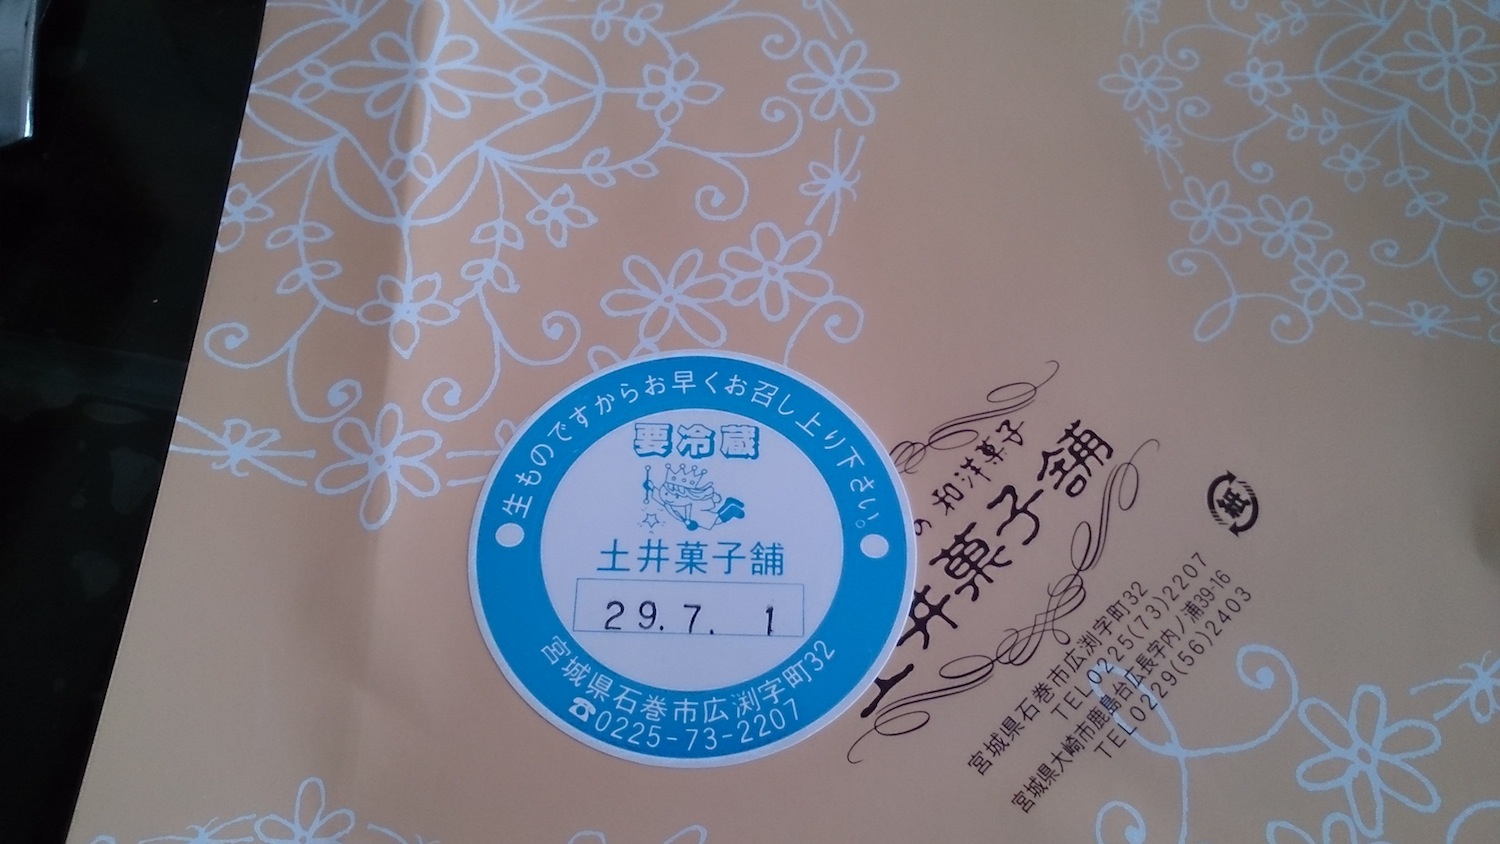 生ものですからお早くお召し上り下さい。
要冷蔵
土井菓子舗
29.7. 1
宮城県石巻市広渕字町32
☎0225-73-2207
の 和洋菓子
土井菓子舗
宮城県石巻市広渕字町32
TEL0225(73)2207
宮城県大崎市鹿島台広長字内ノ浦39-16
TEL0229(56)2403
紙